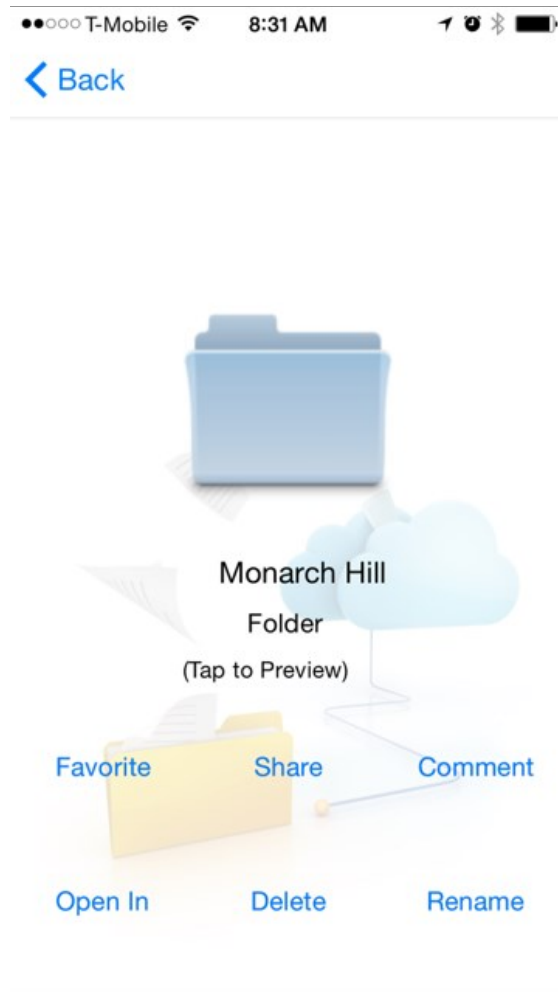 T-Mobile 8:31 AM
Back
Monarch Hill
Folder
(Tap to Preview)
Favorite Share Comment
Open In Delete Rename